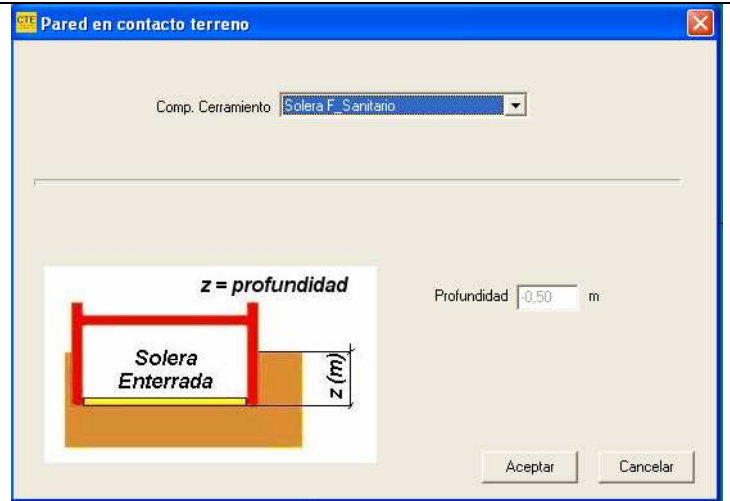 CTE Pared en contacto terreno
Comp. Cerramiento Solera F_Sanitario
z = profundidad
Profundidad -0,50 m
Solera
Enterrada
z (m)
Aceptar Cancelar